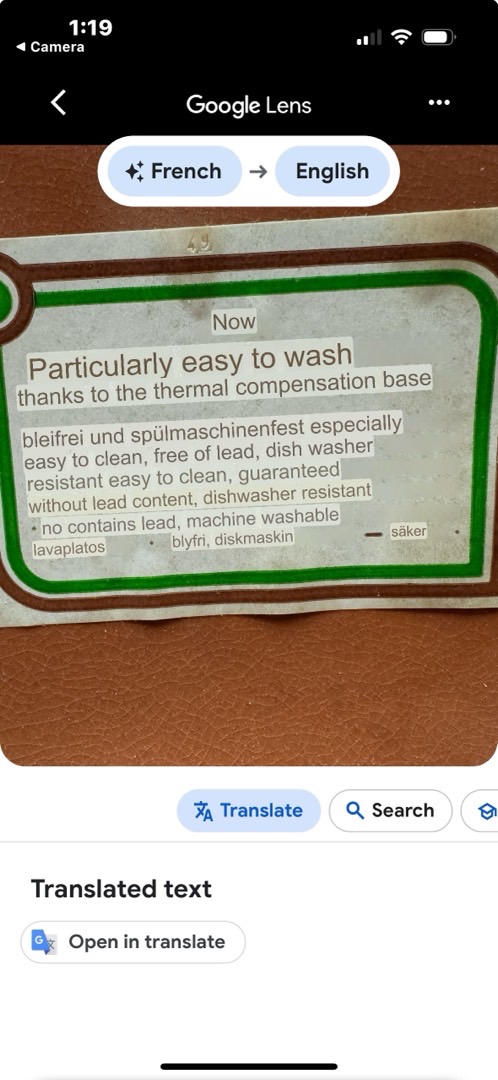 1:19
Camera
Google Lens
French → English
49
Now
Particularly easy to wash
thanks to the thermal compensation base
bleifrei und spülmaschinenfest especially
easy to clean, free of lead, dish washer
resistant easy to clean, guaranteed
without lead content, dishwasher resistant
· no contains lead, machine washable
lavaplatos · blyfri, diskmaskin – säker ·
Translate
Search
Translated text
Open in translate